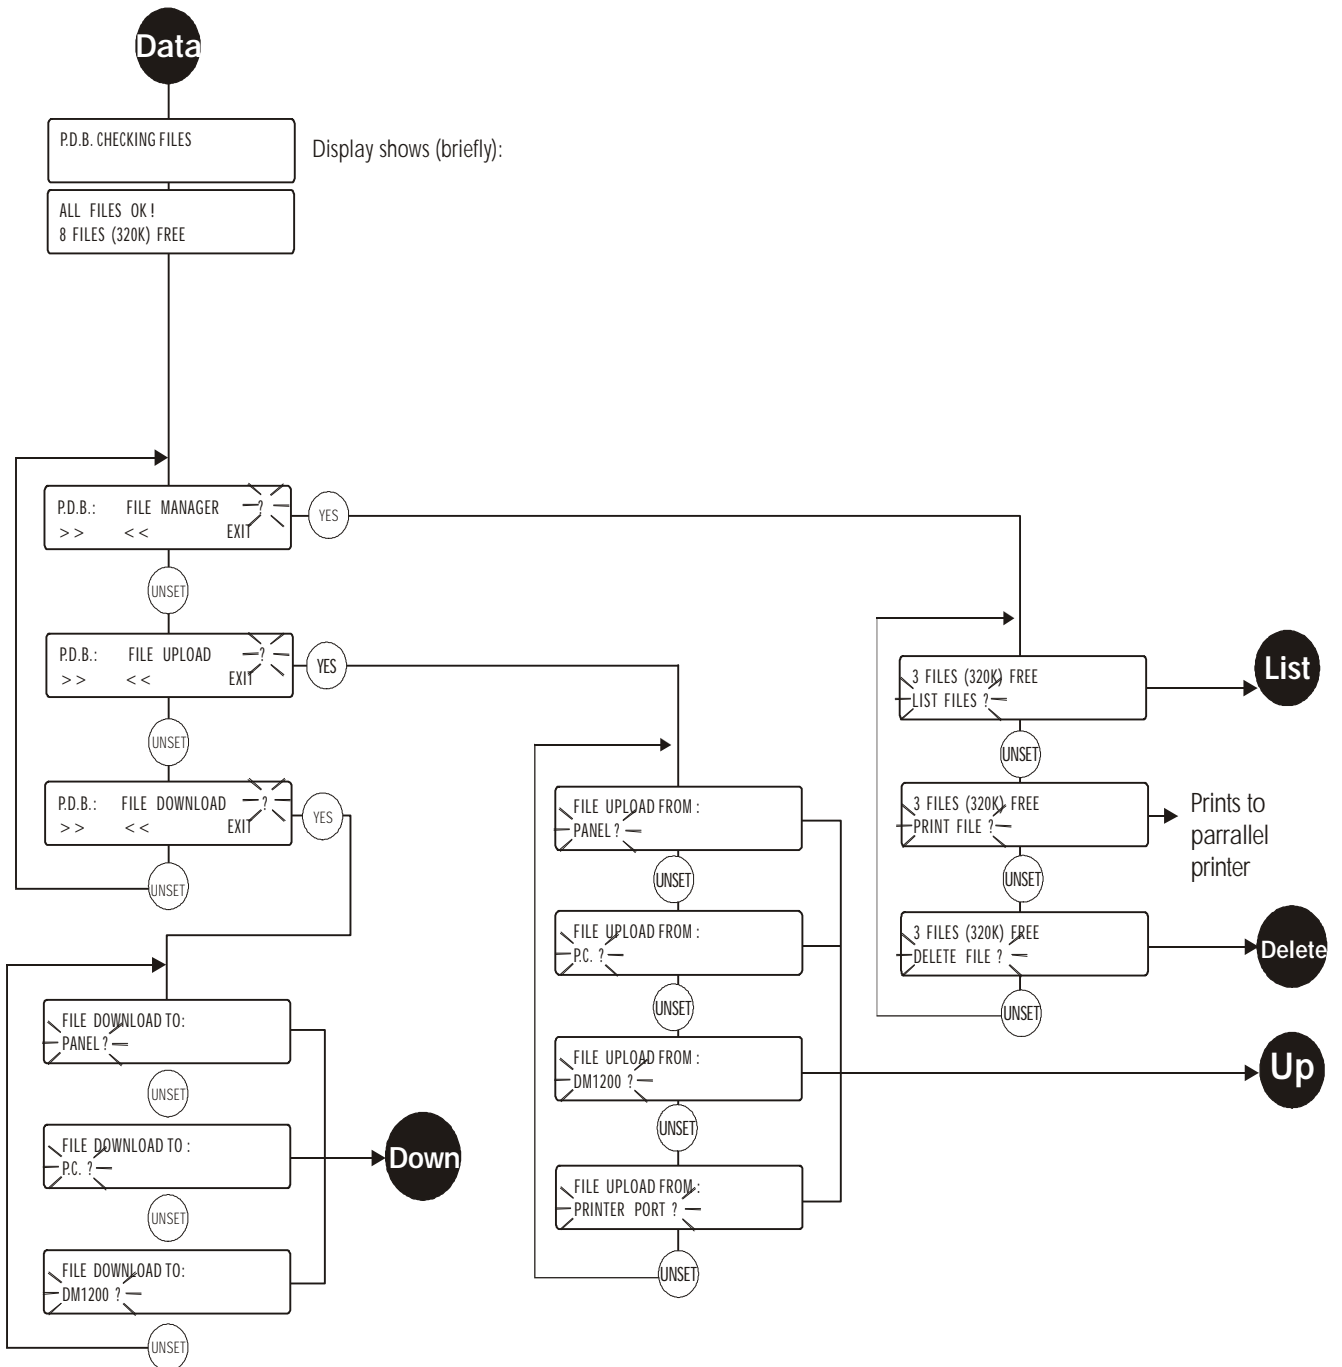 Data
P.D.B. CHECKING FILES
Display shows (briefly):
ALL FILES OK!
8 FILES (320K) FREE
P.D.B.: FILE MANAGER ?
>> << EXIT
YES
UNSET
P.D.B.: FILE UPLOAD ?
>> << EXIT
YES
UNSET
P.D.B.: FILE DOWNLOAD ?
>> << EXIT
YES
UNSET
FILE DOWNLOAD TO:
PANEL ?
UNSET
FILE DOWNLOAD TO :
P.C. ?
UNSET
FILE DOWNLOAD TO:
DM1200 ?
UNSET
Down
FILE UPLOAD FROM :
PANEL ?
UNSET
FILE UPLOAD FROM :
P.C. ?
UNSET
FILE UPLOAD FROM :
DM1200 ?
UNSET
FILE UPLOAD FROM :
PRINTER PORT ?
UNSET
Up
3 FILES (320K) FREE
LIST FILES ?
List
UNSET
3 FILES (320K) FREE
PRINT FILE ?
Prints to
parrallel
printer
UNSET
3 FILES (320K) FREE
DELETE FILE ?
Delete
UNSET